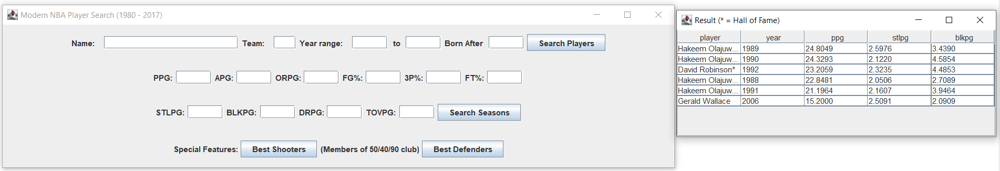 Modern NBA Player Search (1980 - 2017)
Name: Team: Year range: to Born After Search Players
PPG: APG: ORPG: FG%: 3P%: FT%:
STLPG: BLKPG: DRPG: TOVPG: Search Seasons
Special Features: Best Shooters (Members of 50/40/90 club) Best Defenders
Result (* = Hall of Fame)
player year ppg stlpg blkpg
Hakeem Olajuw... 1989 24.8049 2.5976 3.4390
Hakeem Olajuw... 1990 24.3293 2.1220 4.5854
David Robinson* 1992 23.2059 2.3235 4.4853
Hakeem Olajuw... 1988 22.8481 2.0506 2.7089
Hakeem Olajuw... 1991 21.1964 2.1607 3.9464
Gerald Wallace 2006 15.2000 2.5091 2.0909